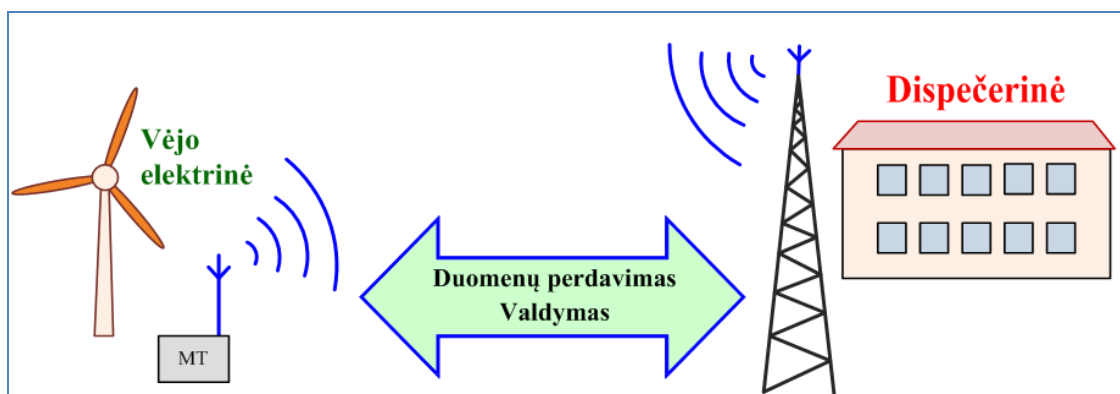 Vėjo
elektrinė
MT
Duomenų perdavimas
Valdymas
Dispečerinė